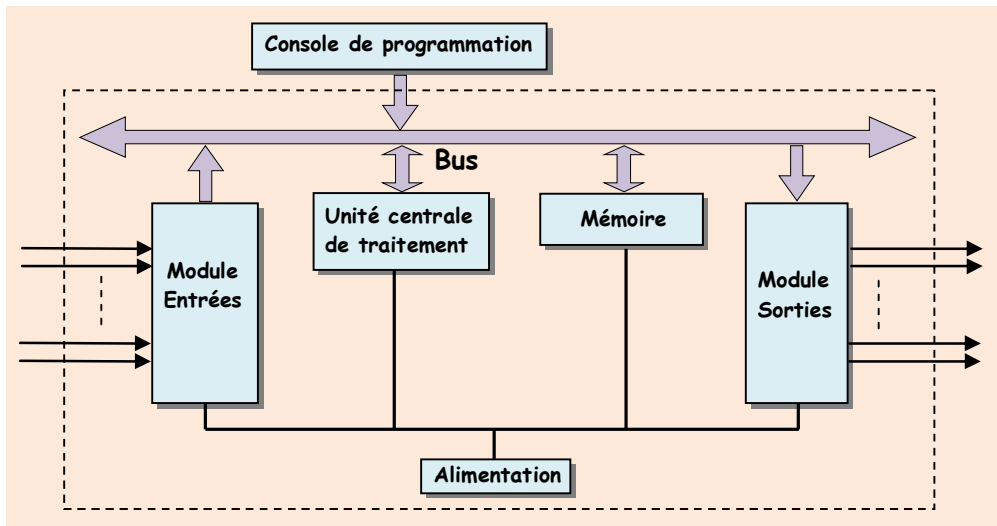 Console de programmation
Bus
Unité centrale
de traitement
Mémoire
Module
Entrées
Module
Sorties
Alimentation